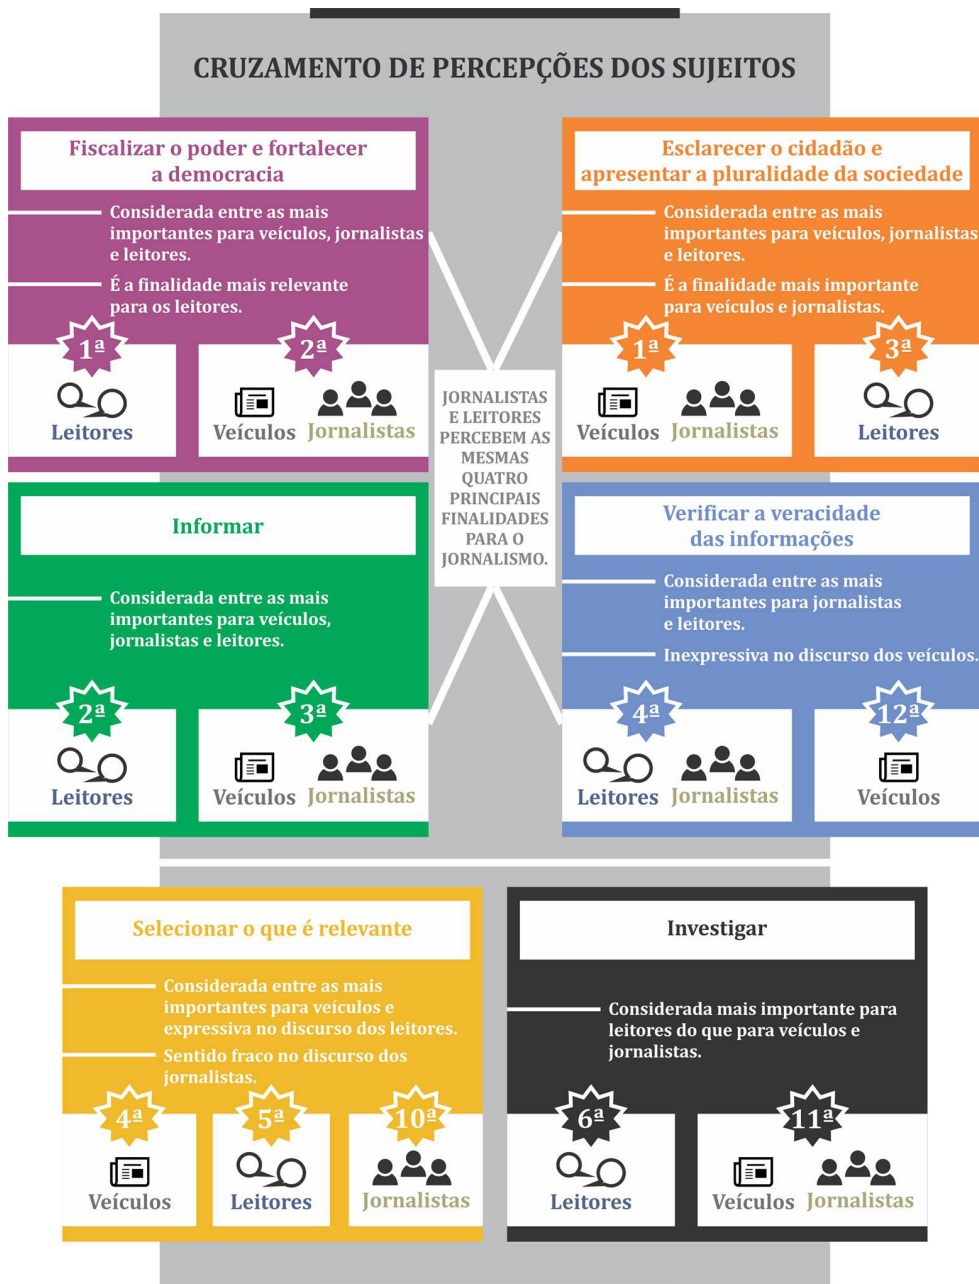 CRUZAMENTO DE PERCEPÇÕES DOS SUJEITOS
Fiscalizar o poder e fortalecer
a democracia
Considerada entre as mais
importantes para veículos, jornalistas
e leitores.
É a finalidade mais relevante
para os leitores.
1ª
2ª
Leitores
Veículos
Jornalistas
Esclarecer o cidadão e
apresentar a pluralidade da sociedade
Considerada entre as mais
importantes para veículos, jornalistas
e leitores.
É a finalidade mais importante
para veículos e jornalistas.
1ª
3ª
Veículos
Jornalistas
Leitores
JORNALISTAS
E LEITORES
PERCEBEM AS
MESMAS
QUATRO
PRINCIPAIS
FINALIDADES
PARA O
JORNALISMO.
Informar
Considerada entre as mais
importantes para veículos,
jornalistas e leitores.
2ª
3ª
Leitores
Veículos
Jornalistas
Verificar a veracidade
das informações
Considerada entre as mais
importantes para jornalistas
e leitores.
Inexpressiva no discurso dos veículos.
4ª
12ª
Leitores
Jornalistas
Veículos
Selecionar o que é relevante
Considerada entre as mais
importantes para veículos e
expressiva no discurso dos leitores.
Sentido fraco no discurso dos
jornalistas.
4ª
5ª
10ª
Veículos
Leitores
Jornalistas
Investigar
Considerada mais importante para
leitores do que para veículos e
jornalistas.
6ª
11ª
Leitores
Veículos
Jornalistas